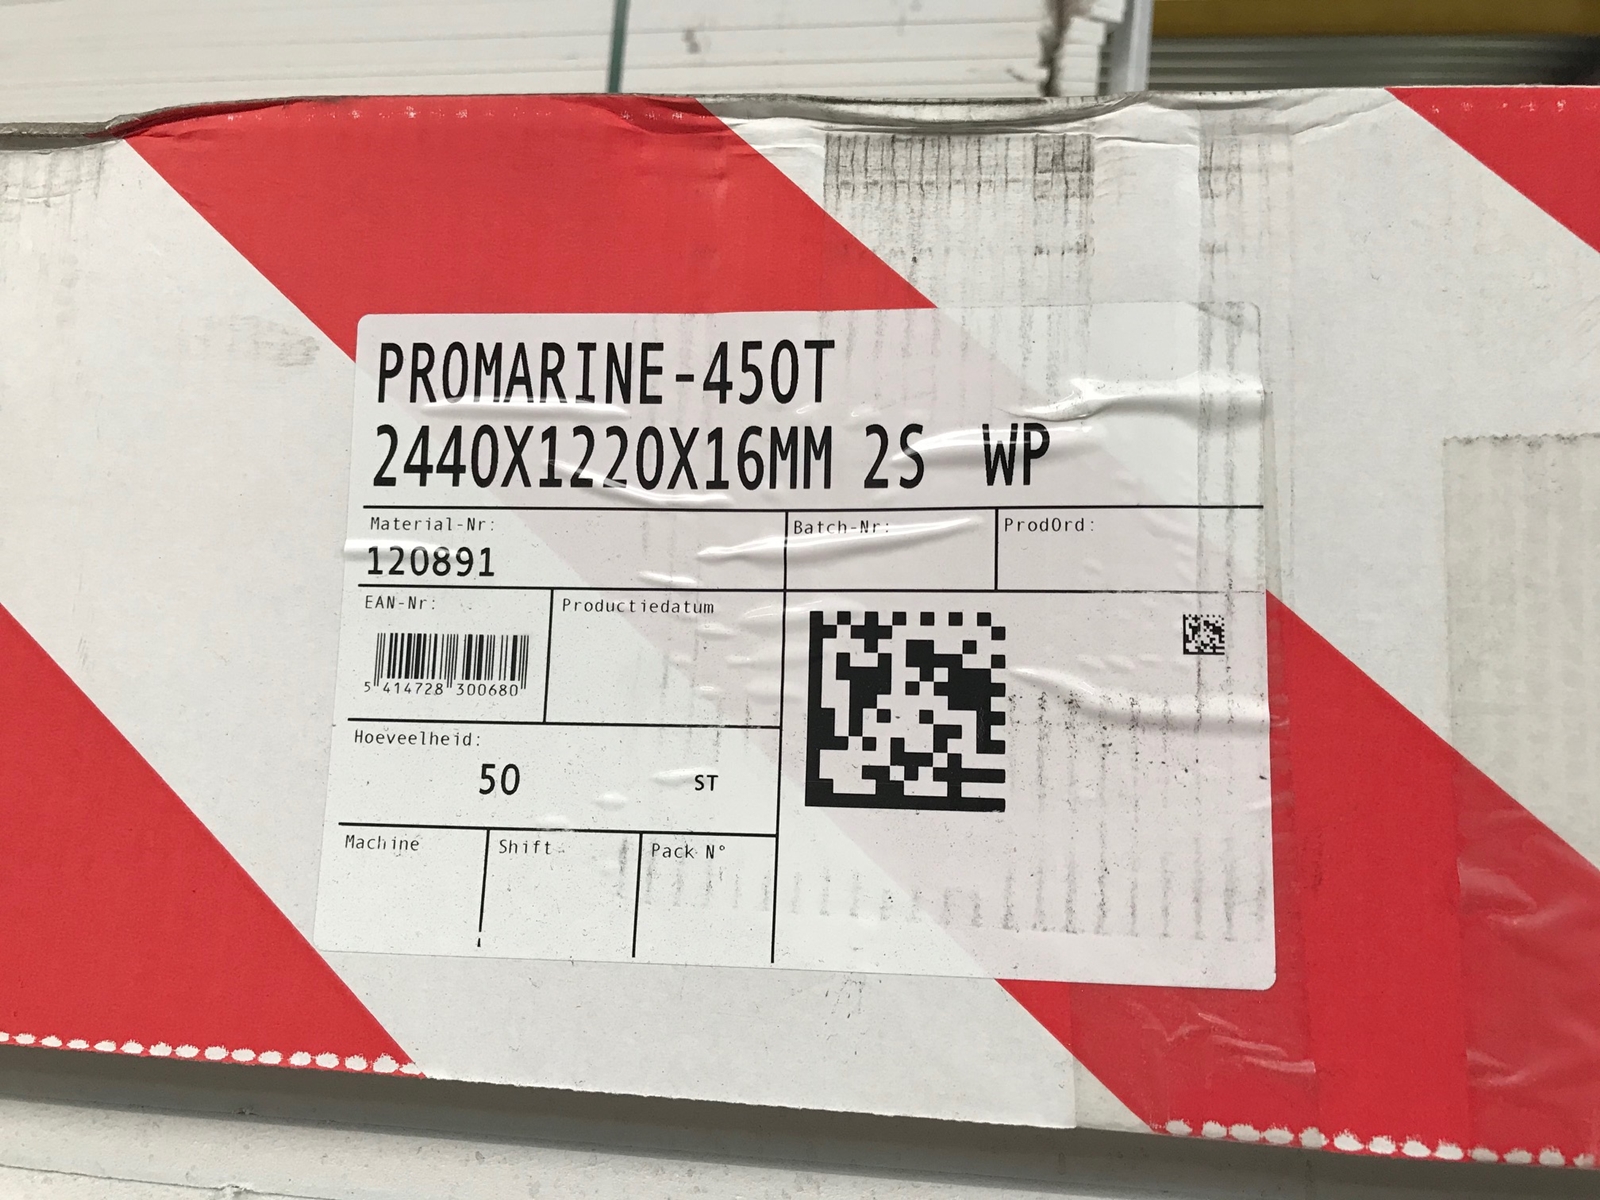 PROMARINE-450T
2440X1220X16MM 2S WP
Material-Nr:
120891
Batch-Nr:
ProdOrd:
EAN-Nr:
5 414728 300680
Productiedatum
Hoeveelheid:
50 ST
Machine
Shift
Pack N°